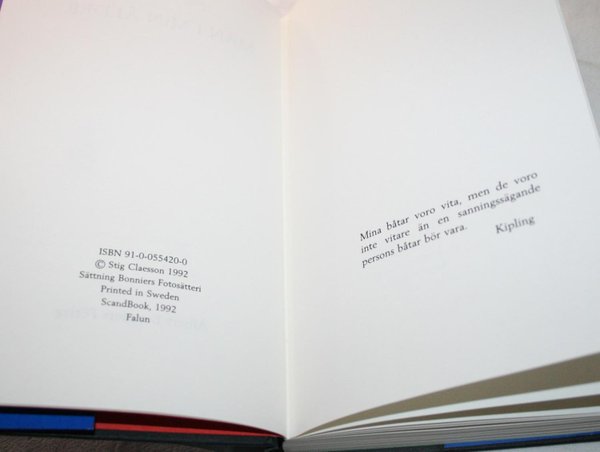 ISBN 91-0-055420-0
© Stig Claesson 1992
Sättning Bonniers Fotosätteri
Printed in Sweden
ScandBook, 1992
Falun
Mina båtar voro vita, men de voro
inte vitare än en sanningssägande
persons båtar bör vara.
Kipling